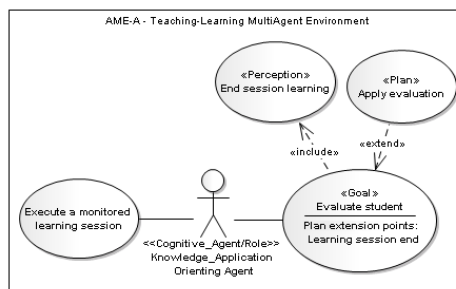 AME-A - Teaching-Learning MultiAgent Environment
«Perception»
End session learning
«Plan»
Apply evaluation
«include»
«extend»
Execute a monitored
learning session
«Goal»
Evaluate student
Plan extension points:
Learning session end
<<Cognitive_Agent/Role>>
Knowledge_Application
Orienting Agent